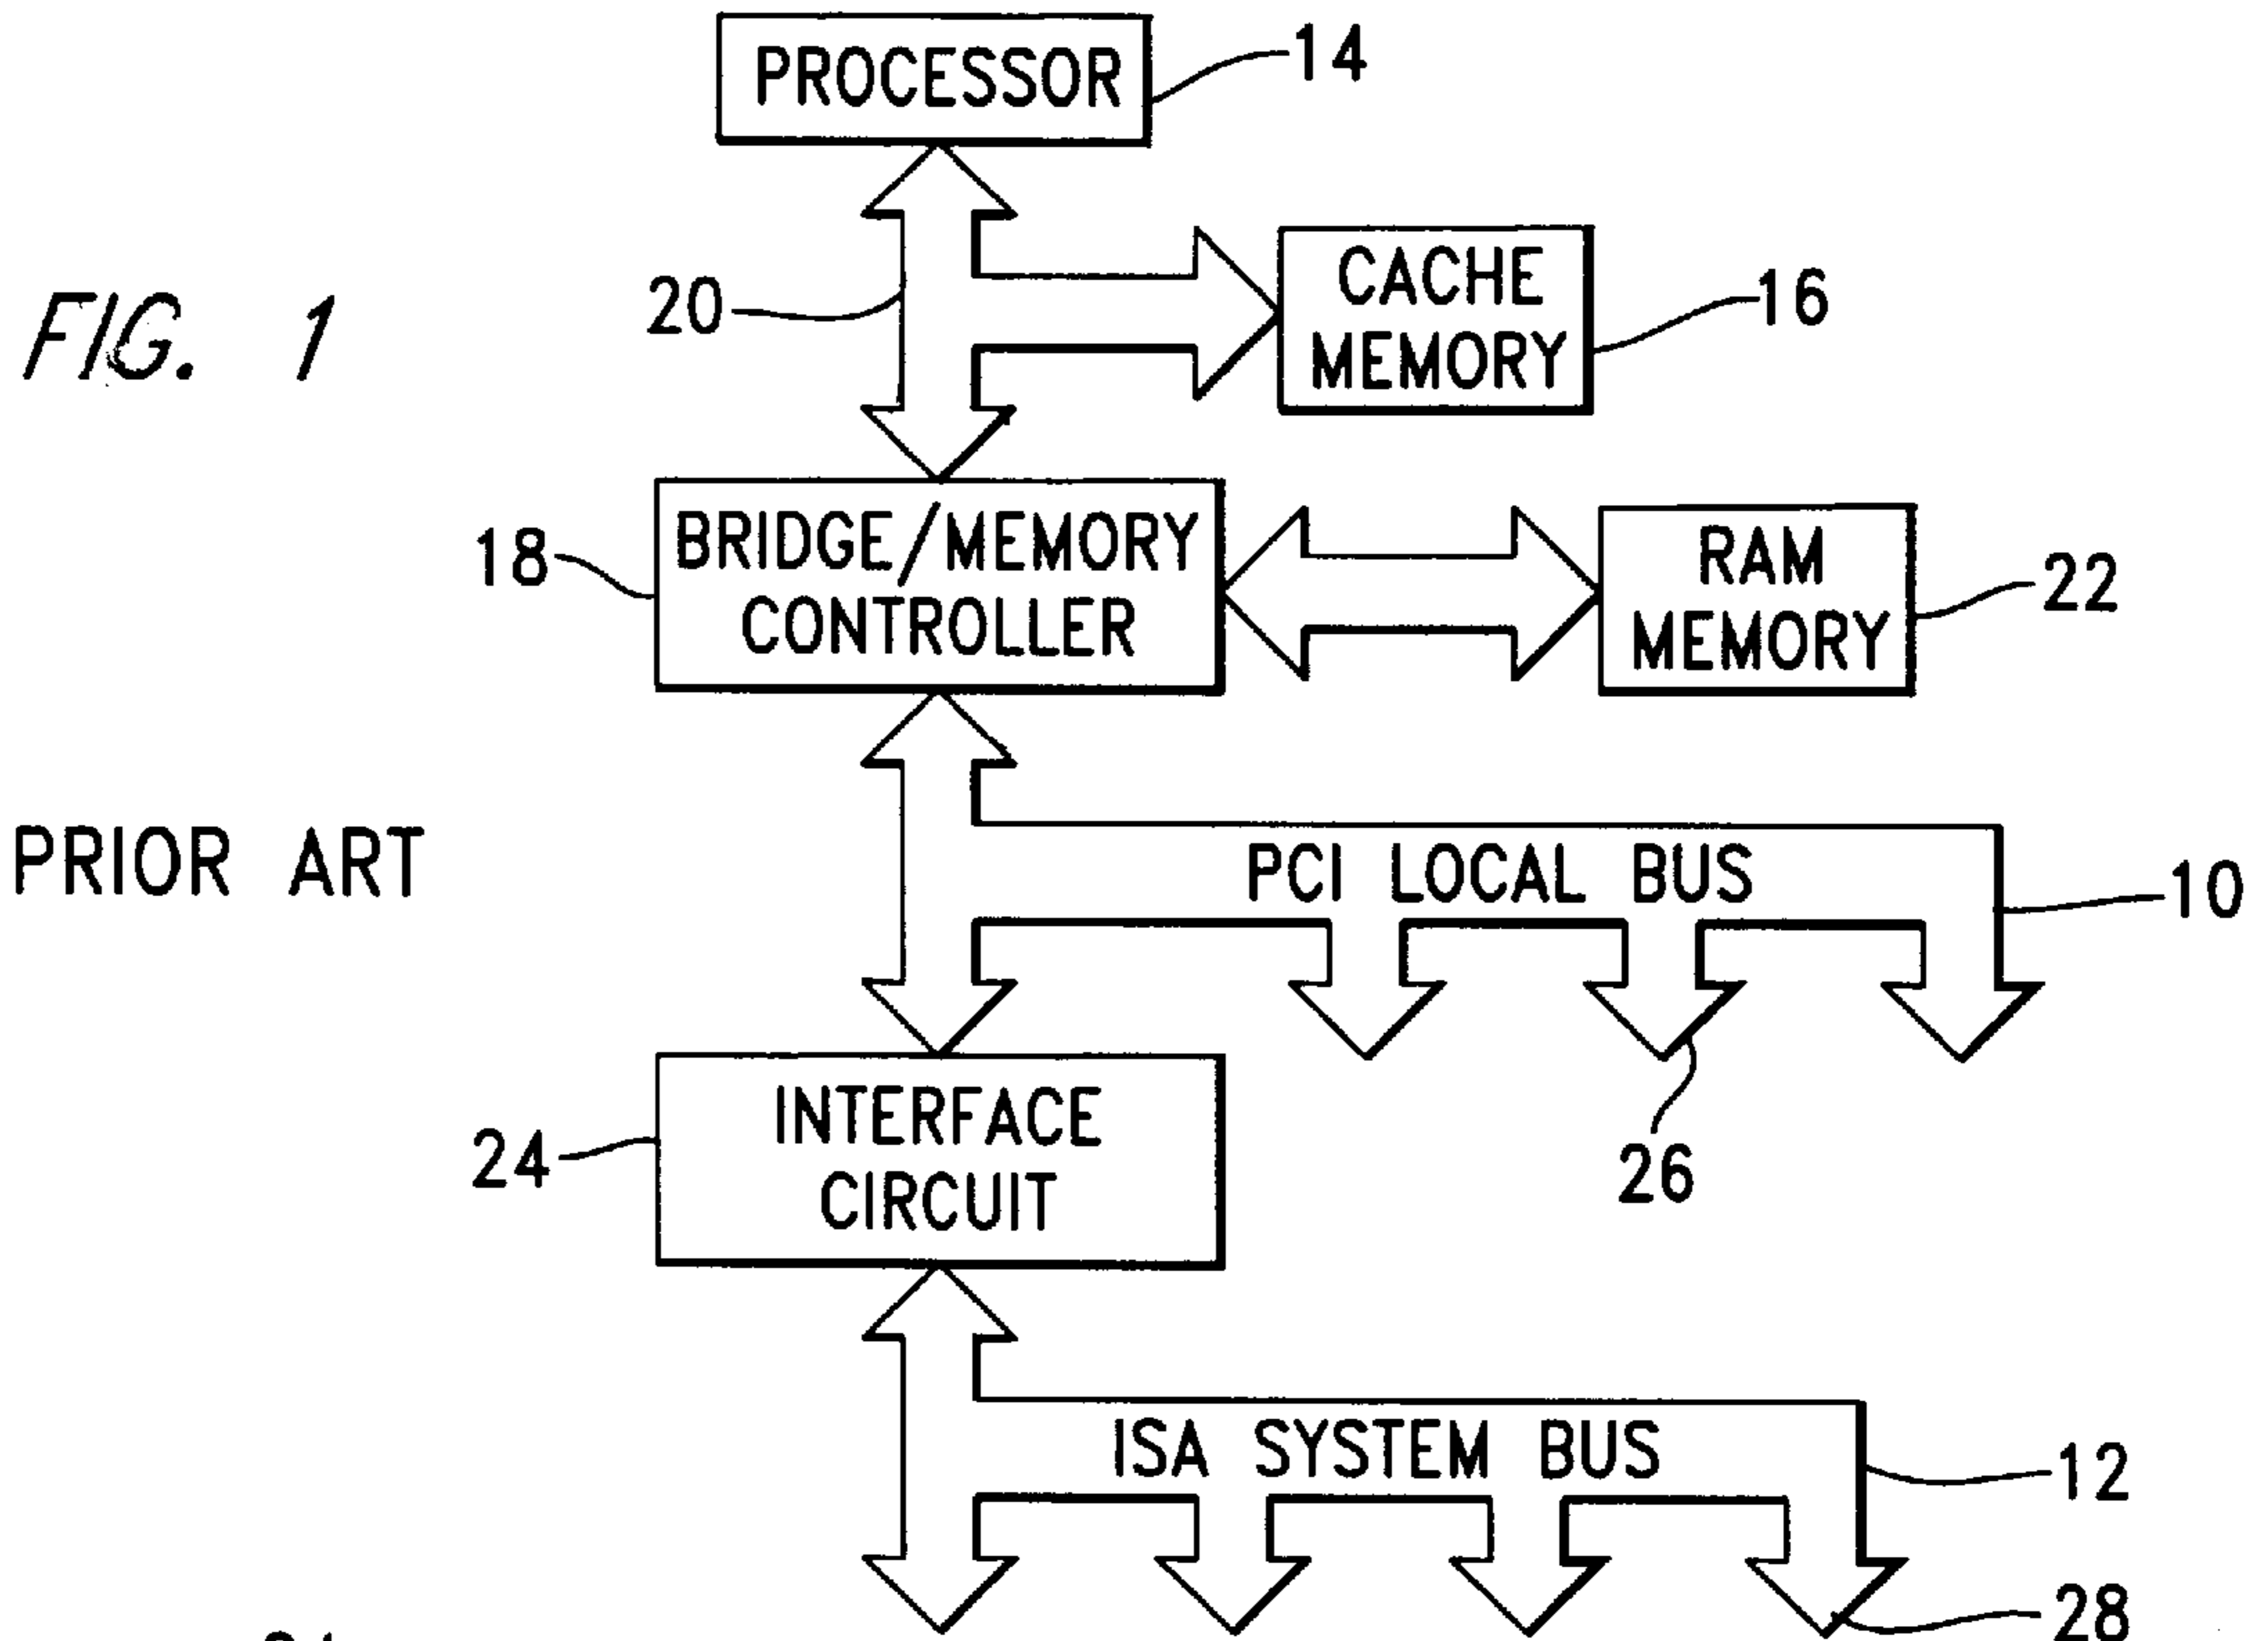 PROCESSOR
14
FIG. 1
20
CACHE
MEMORY
16
18
BRIDGE/MEMORY
CONTROLLER
RAM
MEMORY
22
PRIOR ART
PCI LOCAL BUS
10
24
INTERFACE
CIRCUIT
26
ISA SYSTEM BUS
12
28